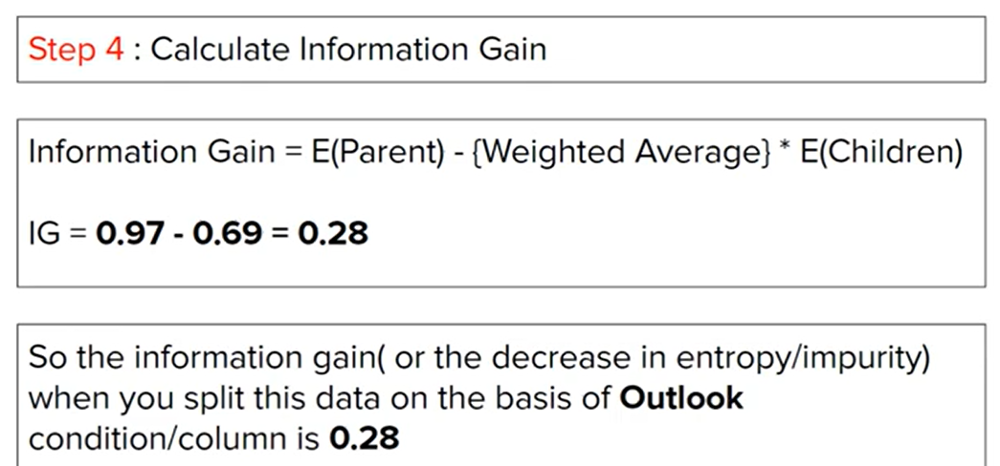 Step 4 : Calculate Information Gain
Information Gain = E(Parent) - {Weighted Average} * E(Children)
IG = 0.97 - 0.69 = 0.28
So the information gain( or the decrease in entropy/impurity)
when you split this data on the basis of Outlook
condition/column is 0.28